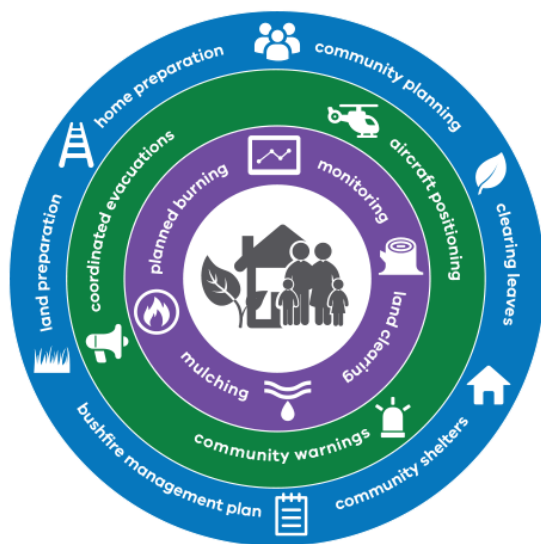 home preparation
community planning
clearing leaves
community shelters
bushfire management plan
land preparation
coordinated evacuations
aircraft positioning
community warnings
planned burning
monitoring
land clearing
mulching